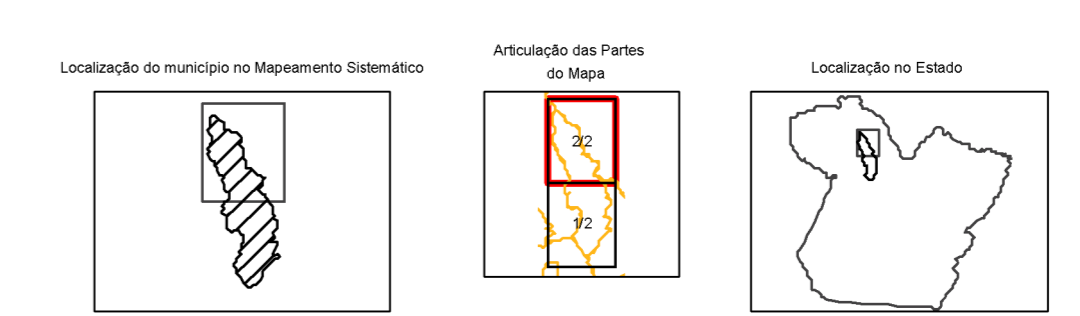 Localização do município no Mapeamento Sistemático
Articulação das Partes
do Mapa
2/2
1/2
Localização no Estado